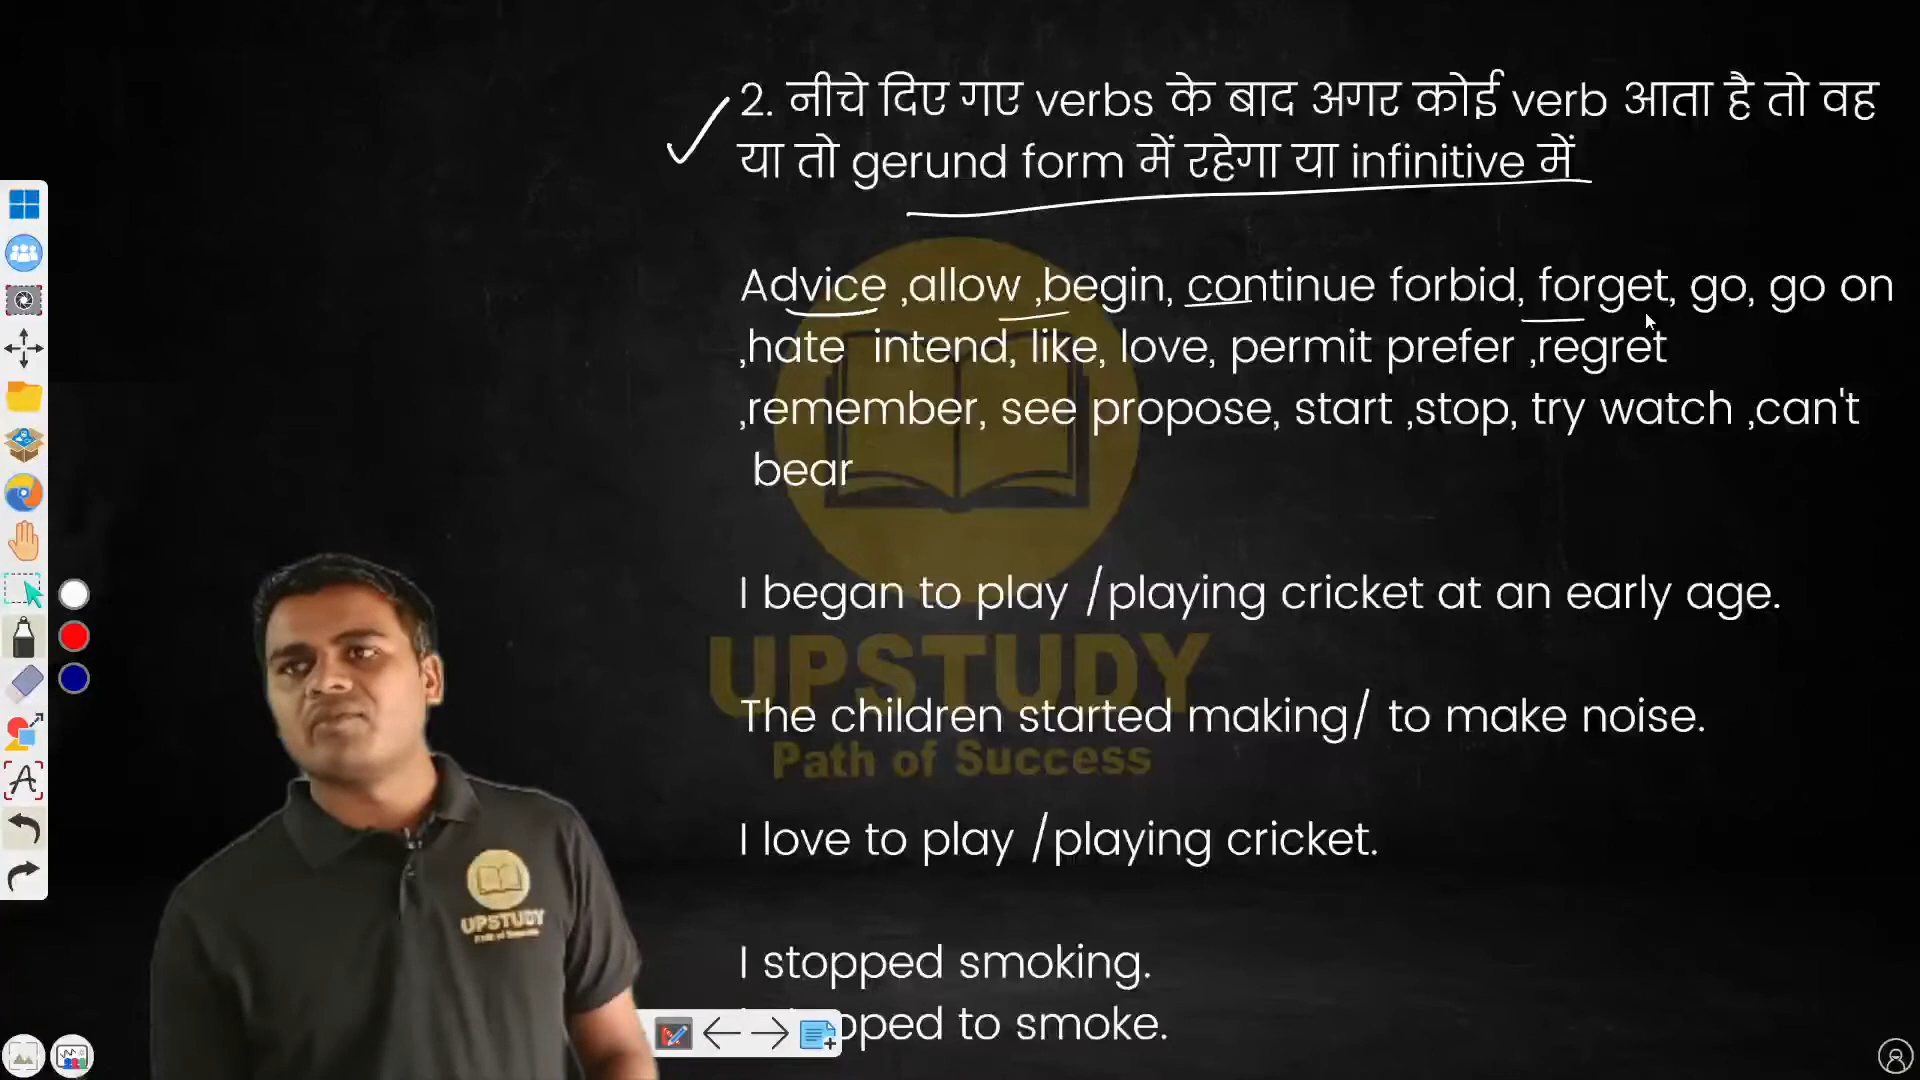 2. नीचे दिए गए verbs के बाद अगर कोई verb आता है तो वह
या तो gerund form में रहेगा या infinitive में
Advice ,allow ,begin, continue forbid, forget, go, go on
,hate intend, like, love, permit prefer ,regret
,remember, see propose, start ,stop, try watch ,can't
bear
I began to play /playing cricket at an early age.
UPSTUDY
The children started making/ to make noise.
Path of Success
I love to play /playing cricket.
UPSTUDY
Path of Success
I stopped smoking.
to smoke.